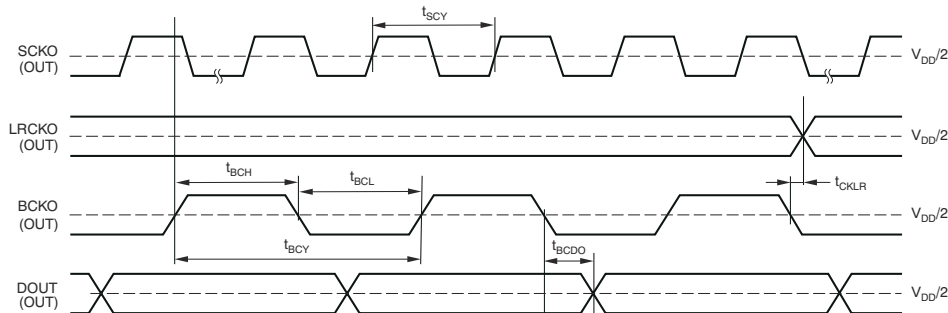 tSCY
SCKO
(OUT)
VDD/2
LRCKO
(OUT)
VDD/2
tBCH
tBCL
tCKLR
BCKO
(OUT)
VDD/2
tBCY
tBCDO
DOUT
(OUT)
VDD/2